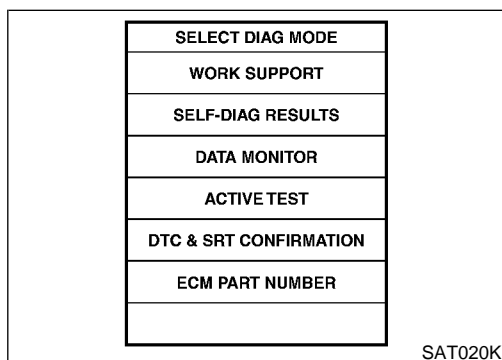 SELECT DIAG MODE
WORK SUPPORT
SELF-DIAG RESULTS
DATA MONITOR
ACTIVE TEST
DTC & SRT CONFIRMATION
ECM PART NUMBER
SAT020K